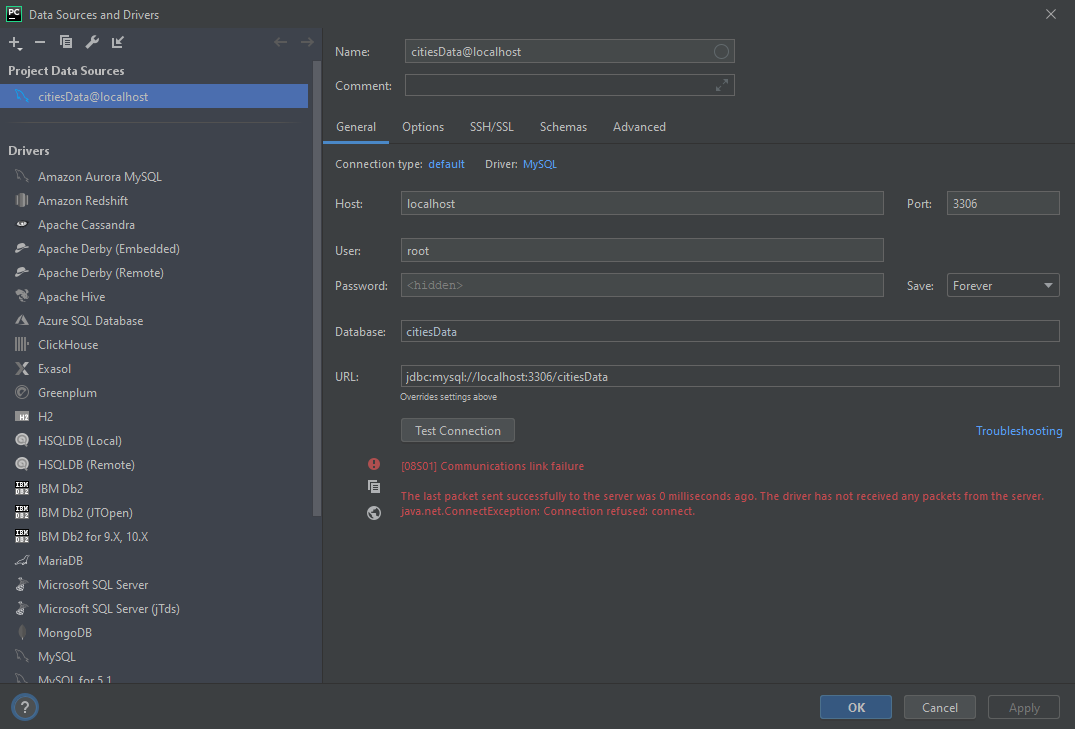 PC Data Sources and Drivers
Project Data Sources
citiesData@localhost
Drivers
Amazon Aurora MySQL
Amazon Redshift
Apache Cassandra
Apache Derby (Embedded)
Apache Derby (Remote)
Apache Hive
Azure SQL Database
ClickHouse
Exasol
Greenplum
H2 H2
HSQLDB (Local)
HSQLDB (Remote)
IBM DB2 IBM Db2
IBM DB2 IBM Db2 (JTOpen)
IBM DB2 IBM Db2 for 9.X, 10.X
MariaDB
Microsoft SQL Server
Microsoft SQL Server (jTds)
MongoDB
MySQL
MySQL for 5.1
Name: citiesData@localhost
Comment:
General Options SSH/SSL Schemas Advanced
Connection type: default Driver: MySQL
Host: localhost Port: 3306
User: root
Password: <hidden> Save: Forever
Database: citiesData
URL: jdbc:mysql://localhost:3306/citiesData
Overrides settings above
Test Connection Troubleshooting
[08S01] Communications link failure
The last packet sent successfully to the server was 0 milliseconds ago. The driver has not received any packets from the server.
java.net.ConnectException: Connection refused: connect.
? OK Cancel Apply